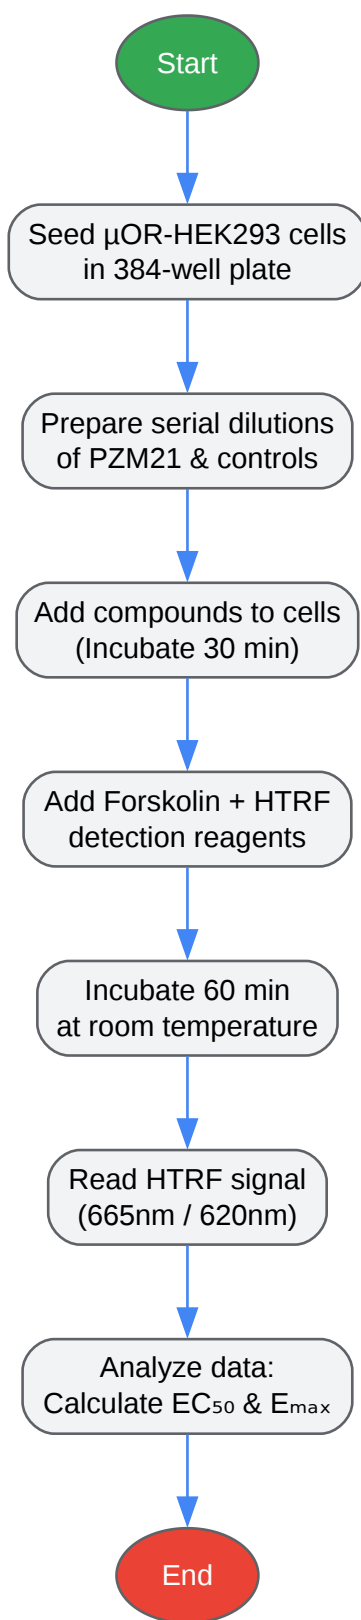 Start
Seed µOR-HEK293 cells
in 384-well plate
Prepare serial dilutions
of PZM21 & controls
Add compounds to cells
(Incubate 30 min)
Add Forskolin + HTRF
detection reagents
Incubate 60 min
at room temperature
Read HTRF signal
(665nm / 620nm)
Analyze data:
Calculate EC₅₀ & Eₘₐₓ
End